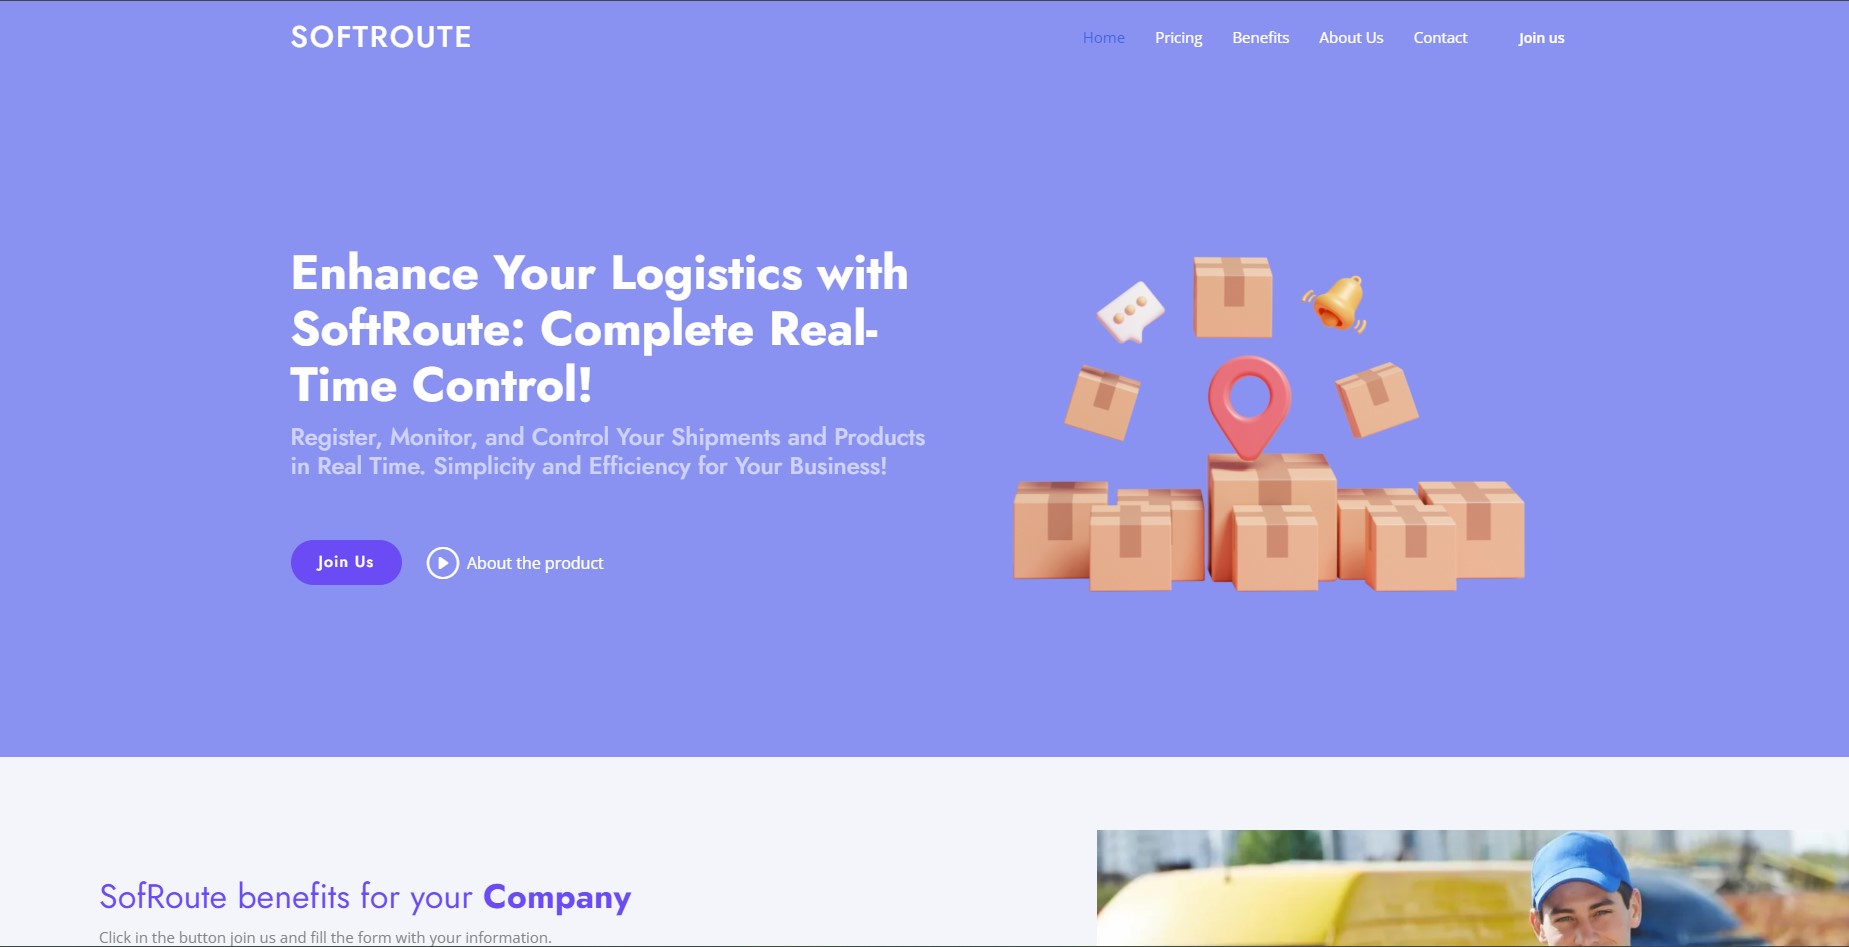 SOFTROUTE
Home Pricing Benefits About Us Contact Join us
Enhance Your Logistics with
SoftRoute: Complete Real-
Time Control!
Register, Monitor, and Control Your Shipments and Products
in Real Time. Simplicity and Efficiency for Your Business!
Join Us About the product
SofRoute benefits for your Company
Click in the button join us and fill the form with your information.